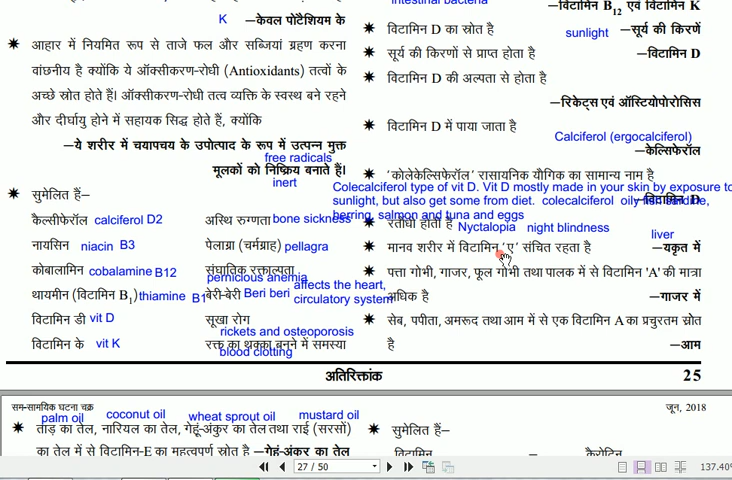 K —केवल पोटैशियम के
✷ आहार में नियमित रूप से ताजे फल और सब्जियां ग्रहण करना
वांछनीय है क्योंकि ये ऑक्सीकरण-रोधी (Antioxidants) तत्वों के
अच्छे स्रोत होते हैं। ऑक्सीकरण-रोधी तत्व व्यक्ति के स्वस्थ बने रहने
और दीर्घायु होने में सहायक सिद्ध होते हैं, क्योंकि
—ये शरीर में चयापचय के उपोत्पाद के रूप में उत्पन्न मुक्त
free radicals
मूलकों को निष्क्रिय बनाते हैं।
inert
✷ सुमेलित हैं–
कैल्सीफेरॉल calciferol D2 अस्थि रुग्णता bone sickness
नायसिन niacin B3 पेलाग्रा (चर्मग्राह) pellagra
कोबालामिन cobalamine B12 संघातिक रक्ताल्पता
pernicious anemia
थायमीन (विटामिन B1) thiamine B1 बेरी-बेरी Beri beri affects the heart,
circulatory system
विटामिन डी vit D सूखा रोग
rickets and osteoporosis
विटामिन के vit K रक्त का थक्का बनने में समस्या
blood clotting
intestinal bacteria
—विटामिन B12 एवं विटामिन K
✷ विटामिन D का स्रोत है sunlight —सूर्य की किरणें
✷ सूर्य की किरणों से प्राप्त होता है —विटामिन D
✷ विटामिन D की अल्पता से होता है
—रिकेट्स एवं ऑस्टियोपोरोसिस
✷ विटामिन D में पाया जाता है
Calciferol (ergocalciferol)
—केल्सिफेरॉल
✷ 'कोलेकेल्सिफेरॉल' रासायनिक यौगिक का सामान्य नाम है
Colecalciferol type of vit D. Vit D mostly made in your skin by exposure to
sunlight, but also get some from diet. colecalciferol oily
herring, salmon and tuna and eggs
✷ रतौंधी होती है Nyctalopia night blindness
liver
✷ मानव शरीर में विटामिन 'ए' संचित रहता है —यकृत में
✷ पत्ता गोभी, गाजर, फूल गोभी तथा पालक में से विटामिन 'A' की मात्रा
अधिक है —गाजर में
✷ सेब, पपीता, अमरूद तथा आम में से एक विटामिन A का प्रचुरतम स्रोत
है —आम
अतिरिक्तांक 25
सम-सामयिक घटना चक्र जून, 2018
palm oil coconut oil wheat sprout oil mustard oil
✷ ताड़ का तेल, नारियल का तेल, गेहूं-अंकुर का तेल तथा राई (सरसों)
का तेल में से विटामिन-E का महत्वपूर्ण स्रोत है —गेहूं-अंकुर का तेल
✷ सुमेलित हैं–
विटामिन – कैरोटिन
27 / 50
137.40%